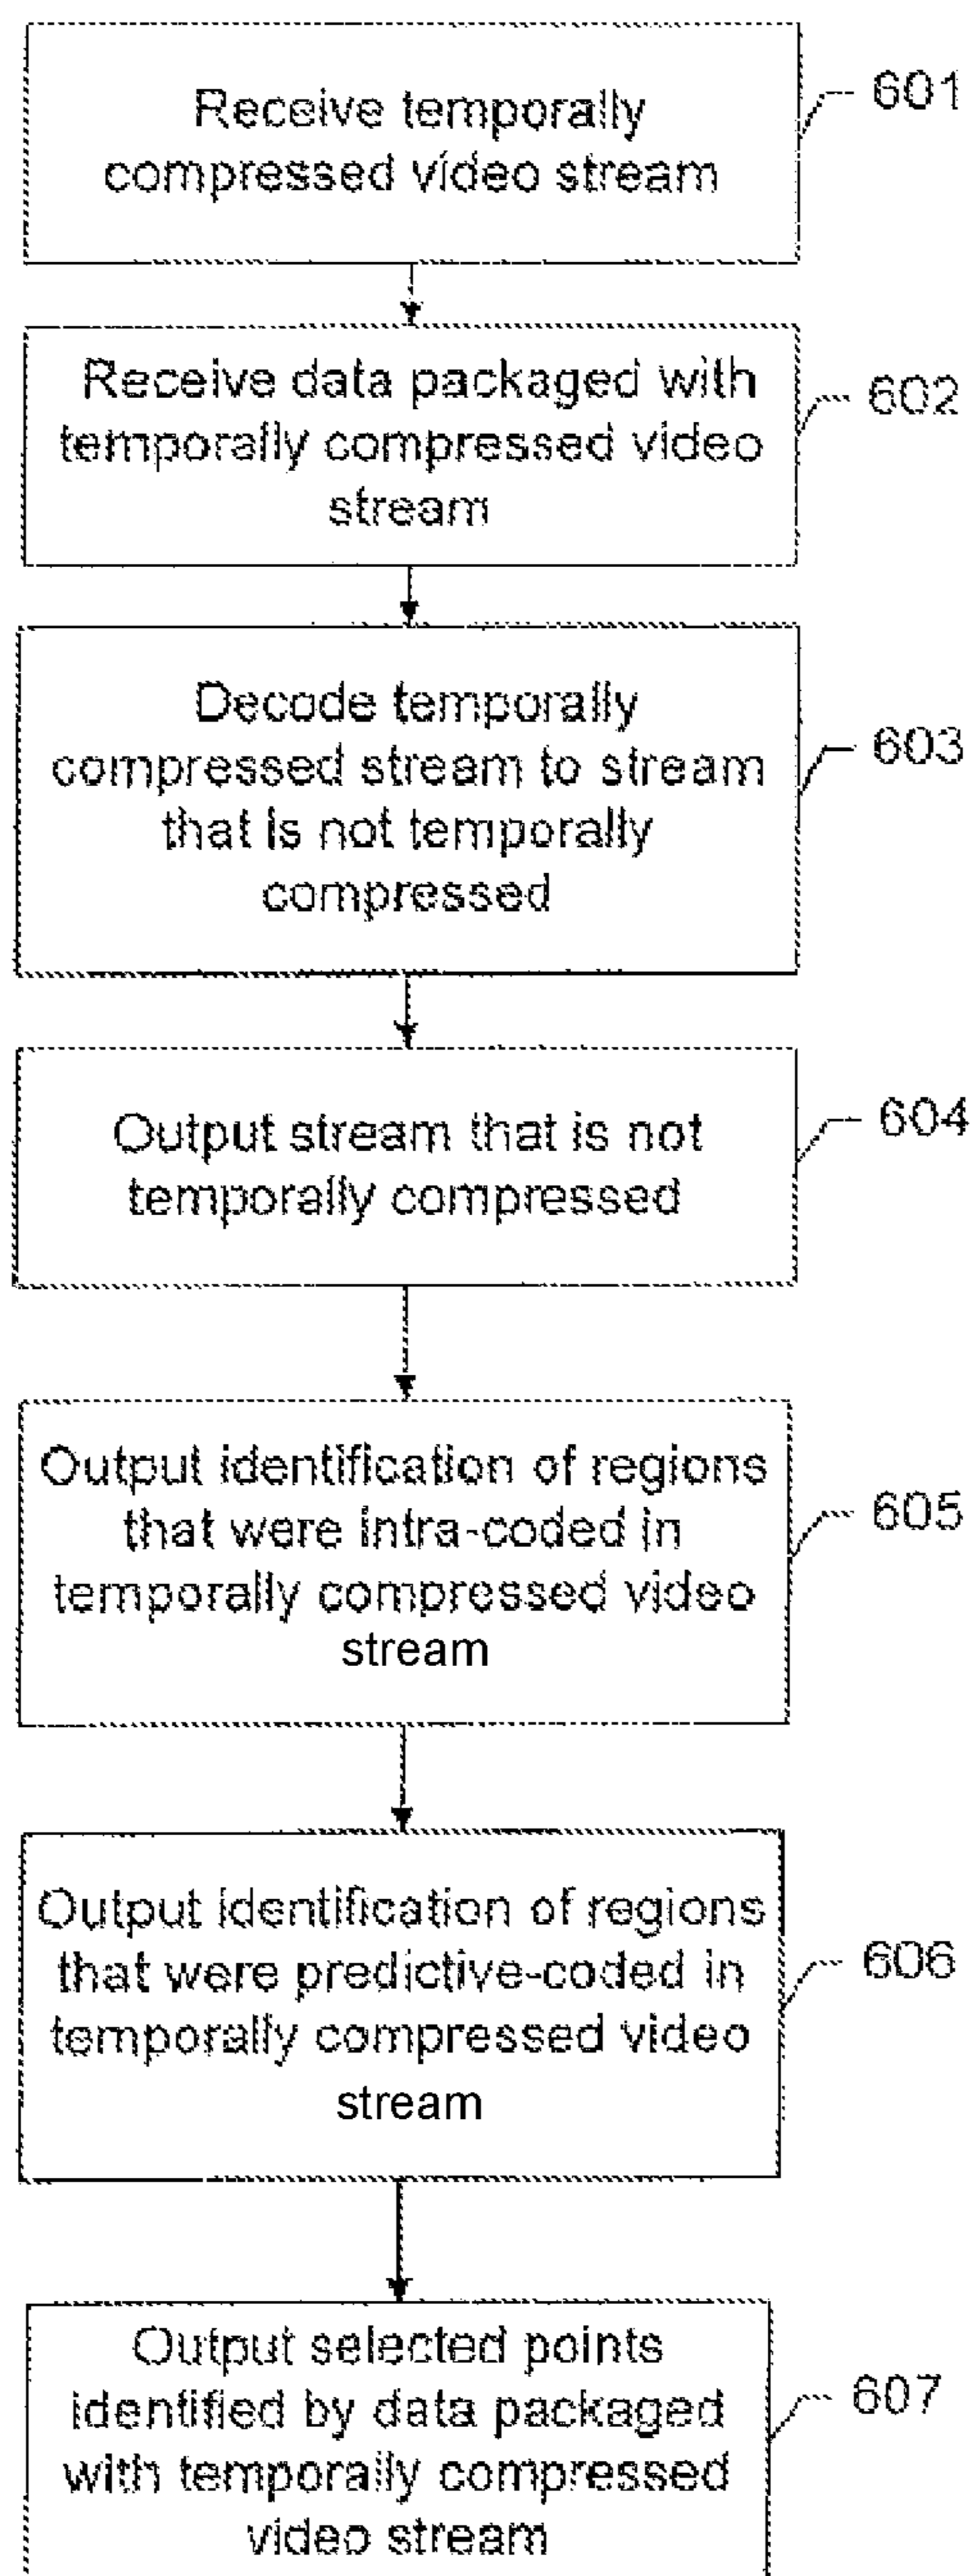 Receive temporally
compressed video stream
601
Receive data packaged with
temporally compressed video
stream
602
Decode temporally
compressed stream to stream
that is not temporally
compressed
603
Output stream that is not
temporally compressed
604
Output identification of regions
that were intra-coded in
temporally compressed video
stream
605
Output identification of regions
that were predictive-coded in
temporally compressed video
stream
606
Output selected points
identified by data packaged
with temporally compressed
video stream
607